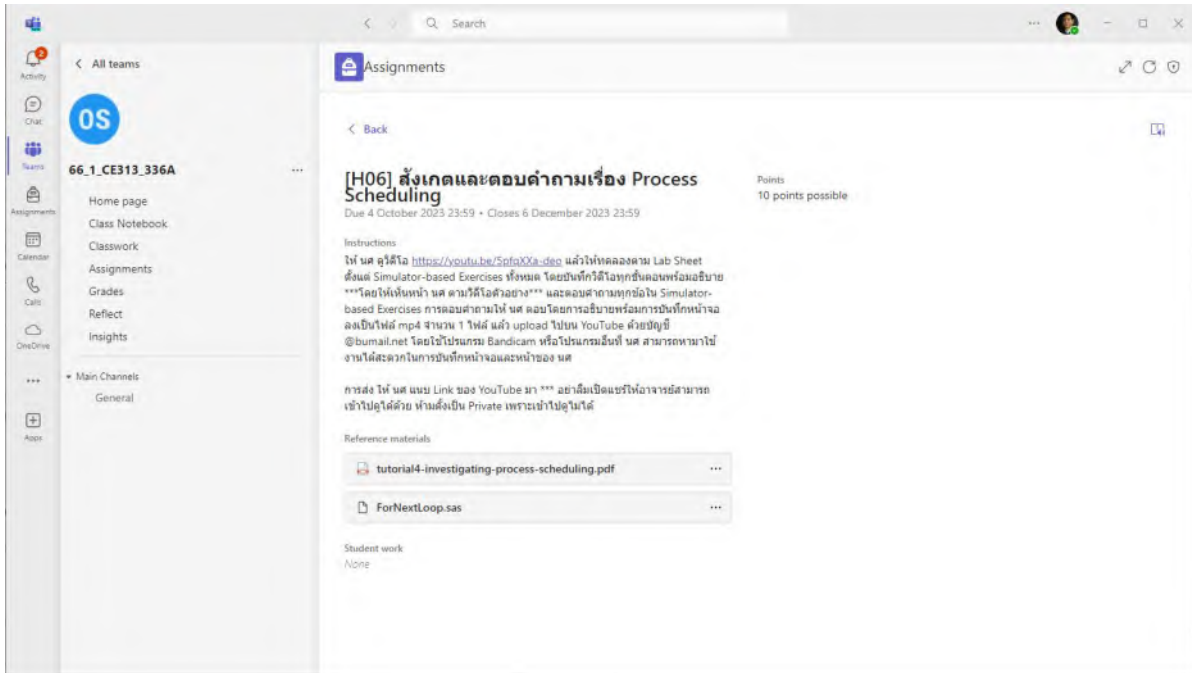 Search
2
Activity
Chat
Teams
Assignments
Calendar
Calls
OneDrive
Apps
All teams
OS
66_1_CE313_336A
Home page
Class Notebook
Classwork
Assignments
Grades
Reflect
Insights
Main Channels
General
Assignments
Back
[H06] สังเกตและตอบคำถามเรื่อง Process
Scheduling
Due 4 October 2023 23:59 • Closes 6 December 2023 23:59
Instructions
ให้ นศ ดูวิดีโอ https://youtu.be/5pfqXXa-deo แล้วให้ทดลองตาม Lab Sheet
ตั้งแต่ Simulator-based Exercises ทั้งหมด โดยบันทึกวิดีโอทุกขั้นตอนพร้อมอธิบาย
***โดยให้เห็นหน้า นศ ตามวิดีโอตัวอย่าง*** และตอบคำถามทุกข้อใน Simulator-
based Exercises การตอบคำถามให้ นศ ตอบโดยการอธิบายพร้อมการบันทึกหน้าจอ
ลงเป็นไฟล์ mp4 จำนวน 1 ไฟล์ แล้ว upload ไปบน YouTube ด้วยบัญชี
@bumail.net โดยใช้โปรแกรม Bandicam หรือโปรแกรมอื่นที่ นศ สามารถหามาใช้
งานได้สะดวกในการบันทึกหน้าจอและหน้าของ นศ
การส่ง ให้ นศ แนบ Link ของ YouTube มา *** อย่าลืมเปิดแชร์ให้อาจารย์สามารถ
เข้าไปดูได้ด้วย ห้ามตั้งเป็น Private เพราะเข้าไปดูไม่ได้
Reference materials
tutorial4-investigating-process-scheduling.pdf
ForNextLoop.sas
Student work
None
Points
10 points possible